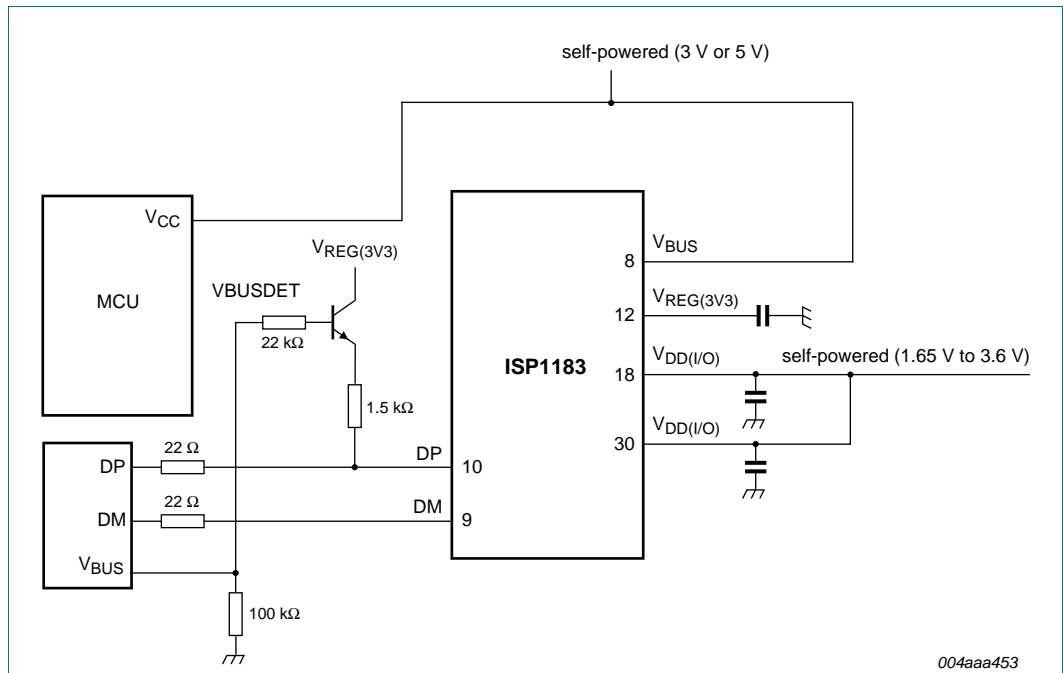 self-powered (3 V or 5 V)
VCC
MCU
VREG(3V3)
VBUSDET
22 kΩ
1.5 kΩ
VBUS
8
VREG(3V3)
12
ISP1183
VDD(I/O)
18
self-powered (1.65 V to 3.6 V)
VDD(I/O)
30
DP
22 Ω
DP
10
DM
22 Ω
DM
9
VBUS
100 kΩ
004aaa453